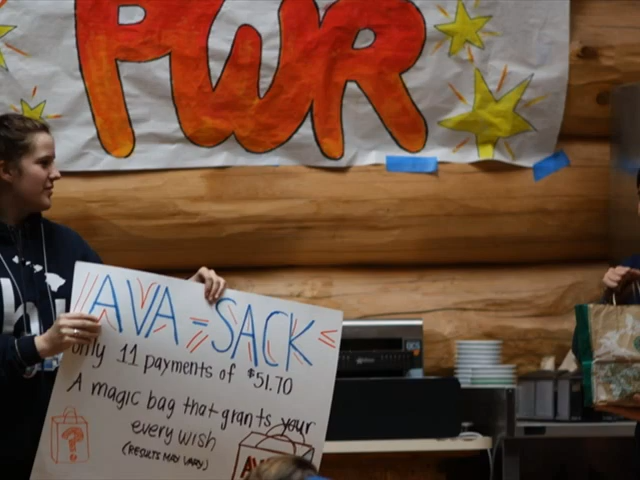 PWR
AVA = SACK =
only 11 payments of $51.70
A magic bag that grants your
every wish
(RESULTS MAY VARY)
?